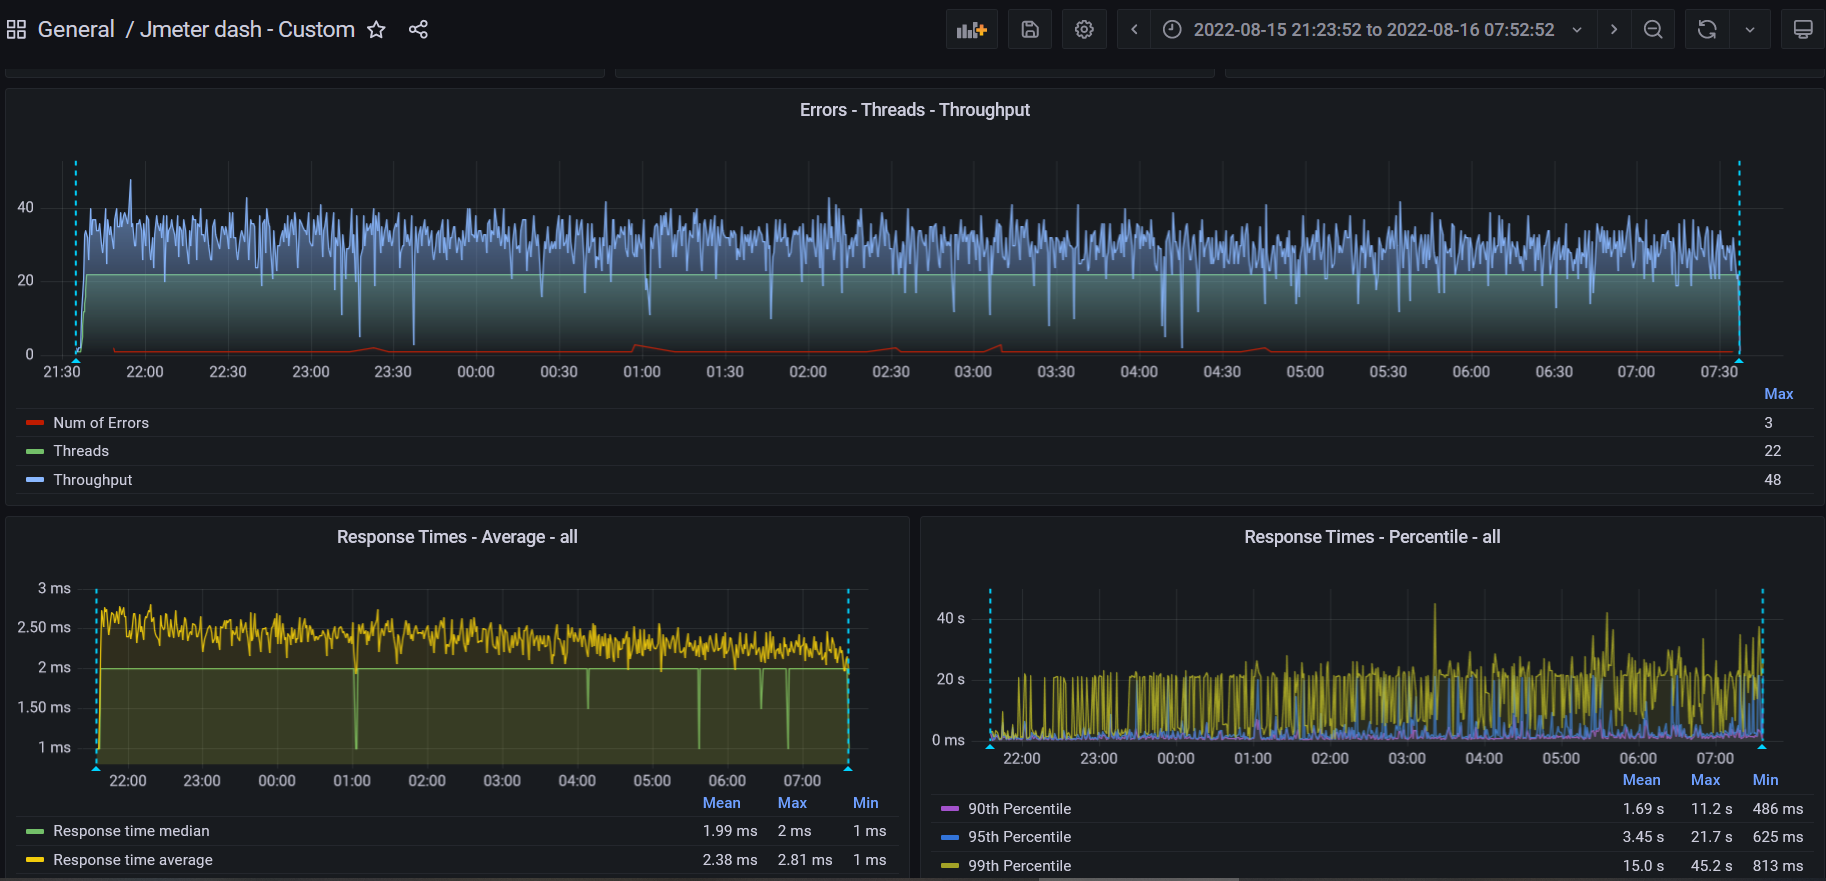 General / Jmeter dash - Custom
2022-08-15 21:23:52 to 2022-08-16 07:52:52
Errors - Threads - Throughput
40
20
0
21:30 22:00 22:30 23:00 23:30 00:00 00:30 01:00 01:30 02:00 02:30 03:00 03:30 04:00 04:30 05:00 05:30 06:00 06:30 07:00 07:30
Max
Num of Errors 3
Threads 22
Throughput 48
Response Times - Average - all
3 ms
2.50 ms
2 ms
1.50 ms
1 ms
22:00 23:00 00:00 01:00 02:00 03:00 04:00 05:00 06:00 07:00
Mean Max Min
Response time median 1.99 ms 2 ms 1 ms
Response time average 2.38 ms 2.81 ms 1 ms
Response Times - Percentile - all
40 s
20 s
0 ms
22:00 23:00 00:00 01:00 02:00 03:00 04:00 05:00 06:00 07:00
Mean Max Min
90th Percentile 1.69 s 11.2 s 486 ms
95th Percentile 3.45 s 21.7 s 625 ms
99th Percentile 15.0 s 45.2 s 813 ms